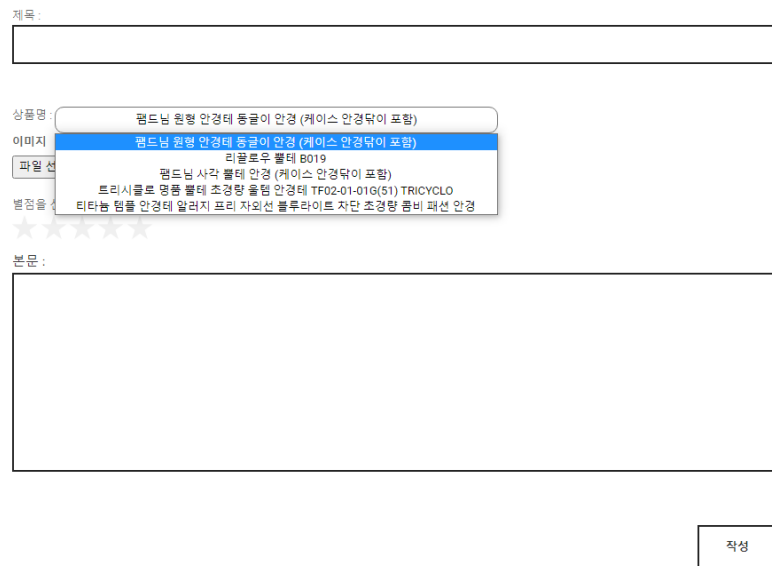 제목 :
상품명 :
팸드님 원형 안경테 동글이 안경 (케이스 안경닦이 포함)
이미지
팸드님 원형 안경테 동글이 안경 (케이스 안경닦이 포함)
리끌로우 뿔테 B019
팸드님 사각 뿔테 안경 (케이스 안경닦이 포함)
트리시클로 명품 뿔테 초경량 울템 안경테 TF02-01-01G(51) TRICYCLO
티타늄 템플 안경테 알러지 프리 자외선 블루라이트 차단 초경량 콤비 패션 안경
파일 선
별점을
본문 :
작성